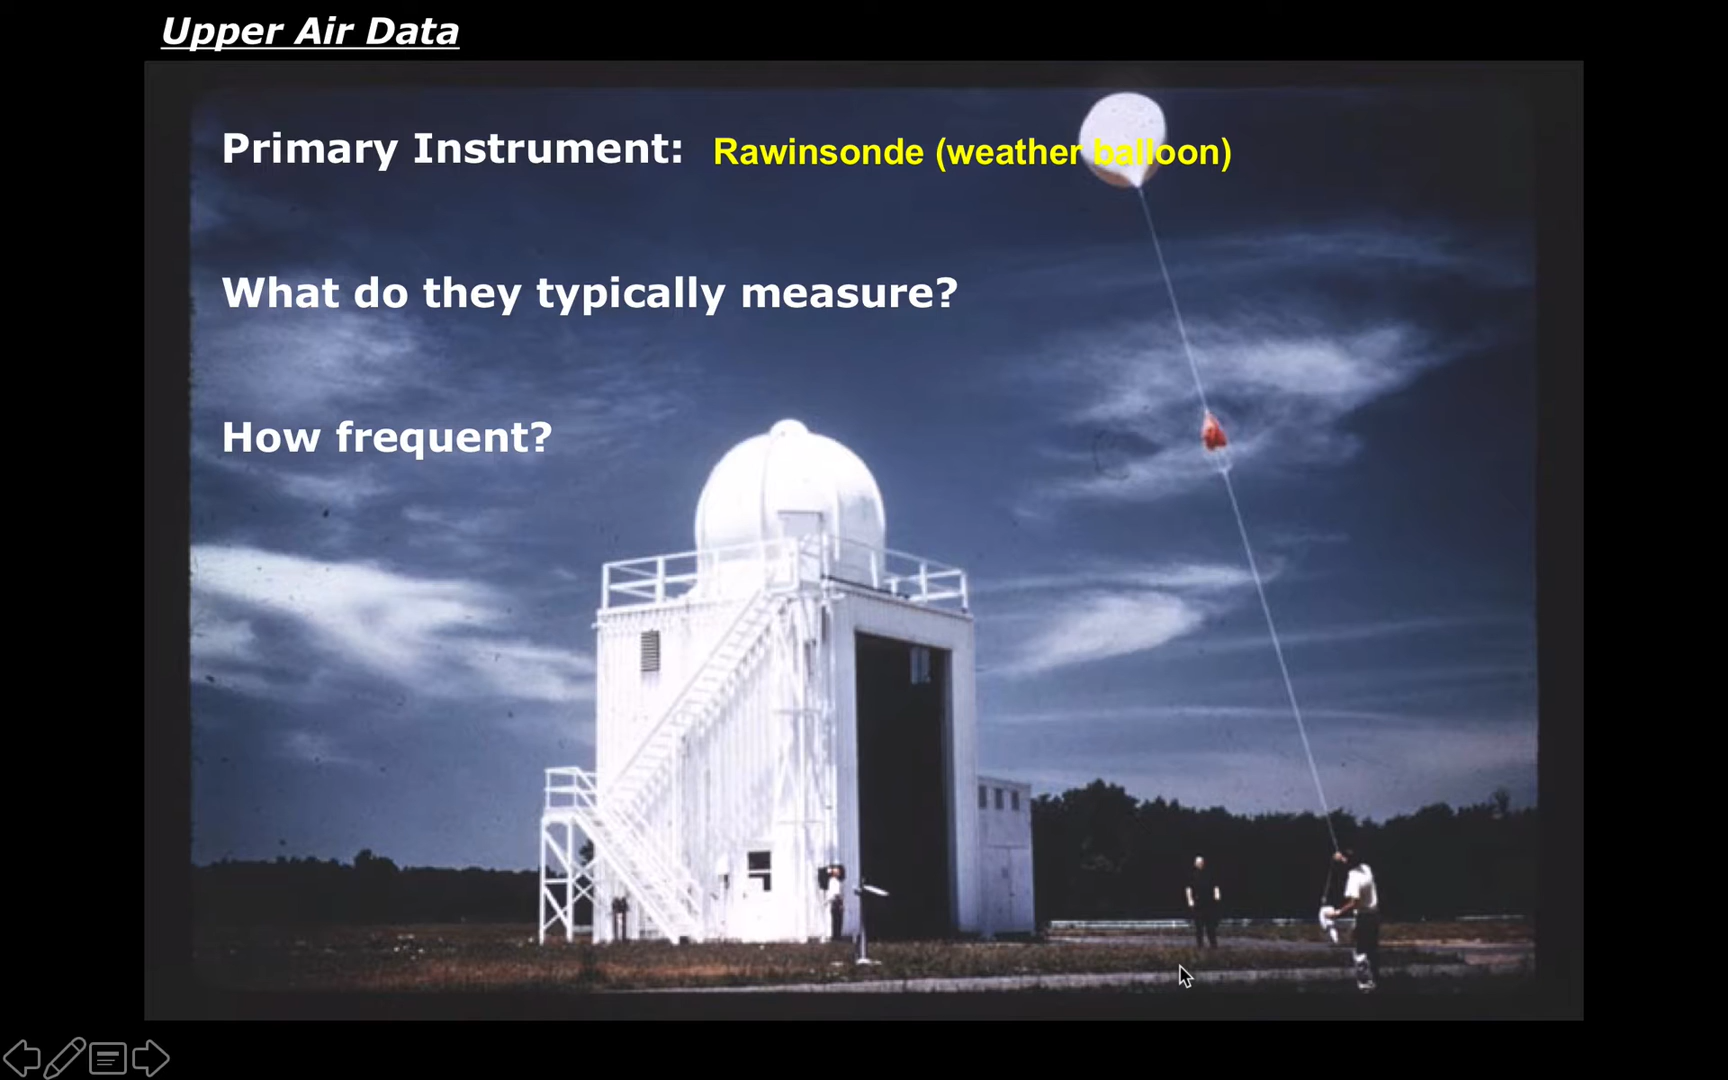 Upper Air Data
Primary Instrument: Rawinsonde (weather balloon)
What do they typically measure?
How frequent?